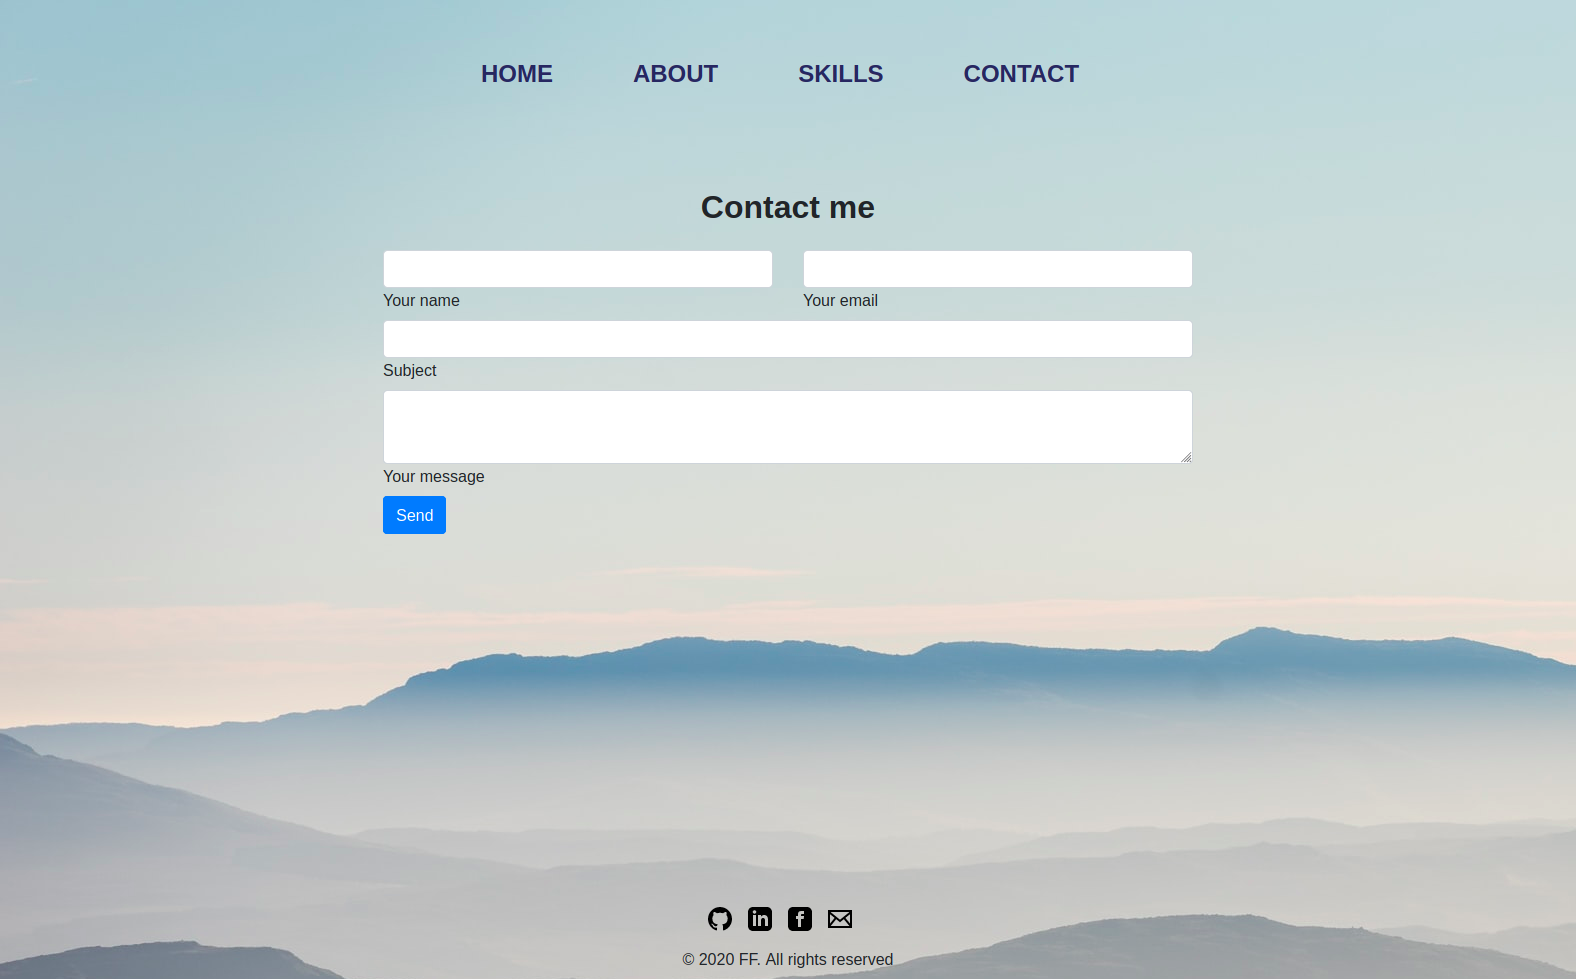 HOME ABOUT SKILLS CONTACT
Contact me
Your name Your email
Subject
Your message
Send
in f
© 2020 FF. All rights reserved